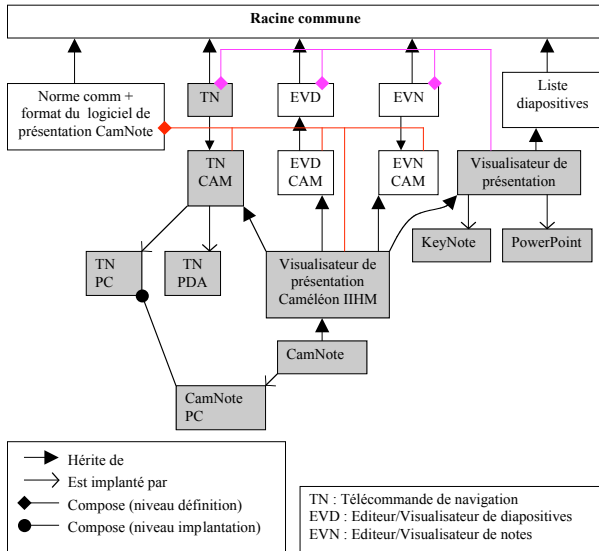 Racine commune
Norme comm +
format du logiciel de
présentation CamNote
TN
EVD
EVN
Liste
diapositives
TN
CAM
EVD
CAM
EVN
CAM
Visualisateur de
présentation
TN
PC
TN
PDA
Visualisateur de
présentation
Caméléon IIHM
KeyNote
PowerPoint
CamNote
CamNote
PC
Hérite de
Est implanté par
Compose (niveau définition)
Compose (niveau implantation)
TN : Télécommande de navigation
EVD : Editeur/Visualisateur de diapositives
EVN : Editeur/Visualisateur de notes